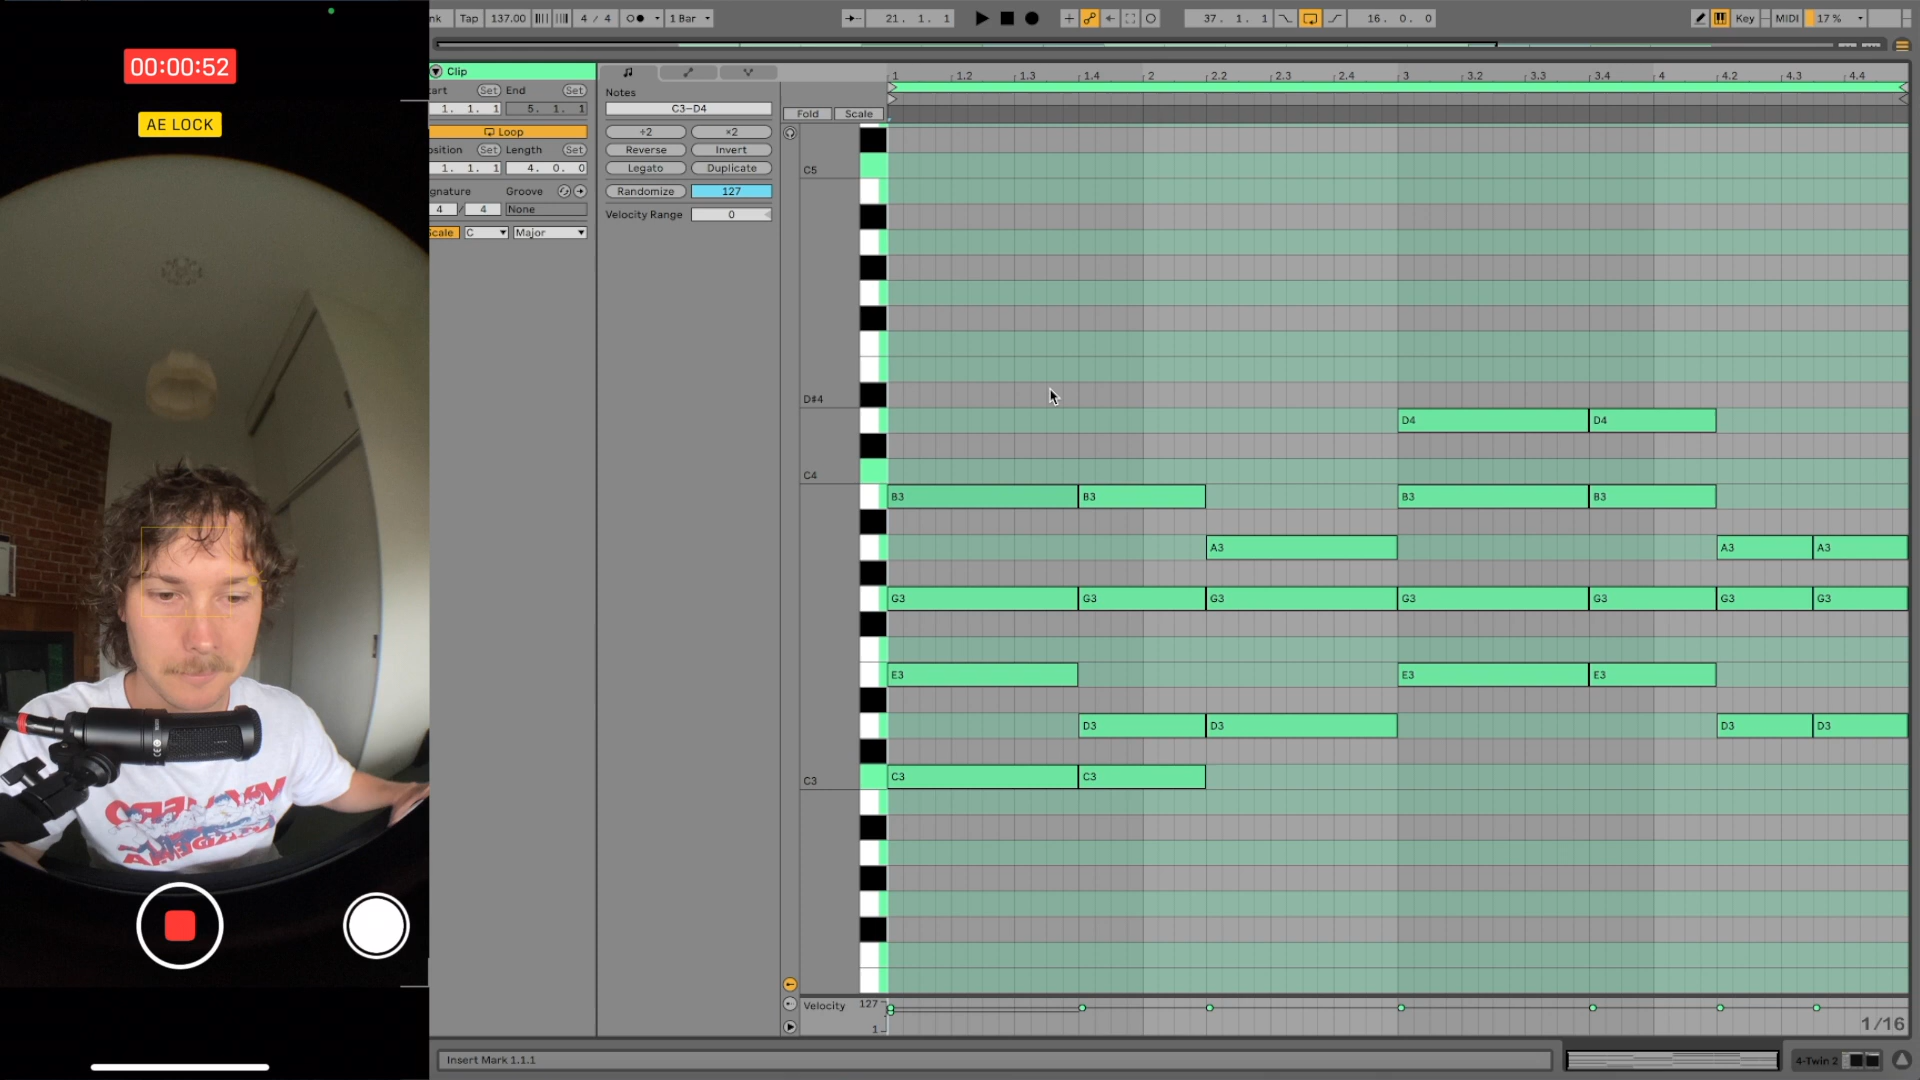 00:00:52
AE LOCK
nk Tap 137.00 4 / 4 1 Bar 21. 1. 1 37. 1. 1 16. 0. 0 Key MIDI 17 %
Clip
tart Set End Set
1. 1. 1 5. 1. 1
Loop
osition Set Length Set
1. 1. 1 4. 0. 0
gnature Groove
4 / 4 None
Scale C Major
Notes
C3-D4
÷2 ×2
Reverse Invert
Legato Duplicate
Randomize 127
Velocity Range 0
Fold Scale
1 1.2 1.3 1.4 2 2.2 2.3 2.4 3 3.2 3.3 3.4 4 4.2 4.3 4.4
C5
D#4
D4 D4
C4
B3 B3 B3 B3
A3 A3 A3
G3 G3 G3 G3 G3 G3 G3
E3 E3 E3
D3 D3 D3 D3
C3 C3 C3
Velocity 127
1
1/16
Insert Mark 1.1.1
4-Twin 2